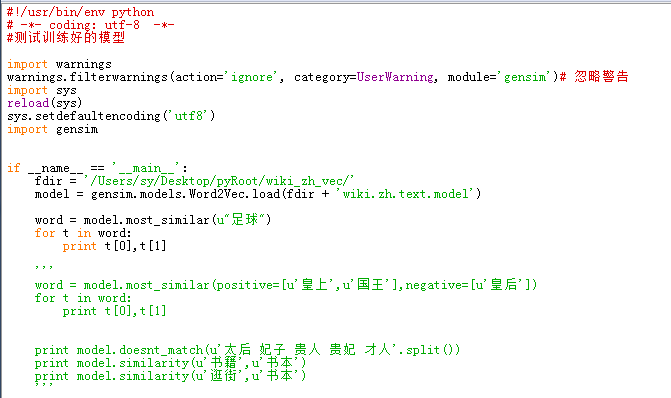 #!/usr/bin/env python
# -*- coding: utf-8  -*-
#测试训练好的模型
import warnings
warnings.filterwarnings(action='ignore', category=UserWarning, module='gensim')# 忽略警告
import sys
reload(sys)
sys.setdefaultencoding('utf8')
import gensim
if __name__ == '__main__':
    fdir = '/Users/sy/Desktop/pyRoot/wiki_zh_vec/'
    model = gensim.models.Word2Vec.load(fdir + 'wiki.zh.text.model')
    word = model.most_similar(u"足球")
    for t in word:
        print t[0],t[1]
    '''
    word = model.most_similar(positive=[u'皇上',u'国王'],negative=[u'皇后'])
    for t in word:
        print t[0],t[1]
    print model.doesnt_match(u'太后 妃子 贵人 贵妃 才人'.split())
    print model.similarity(u'书籍',u'书本')
    print model.similarity(u'逛街',u'书本')
    '''